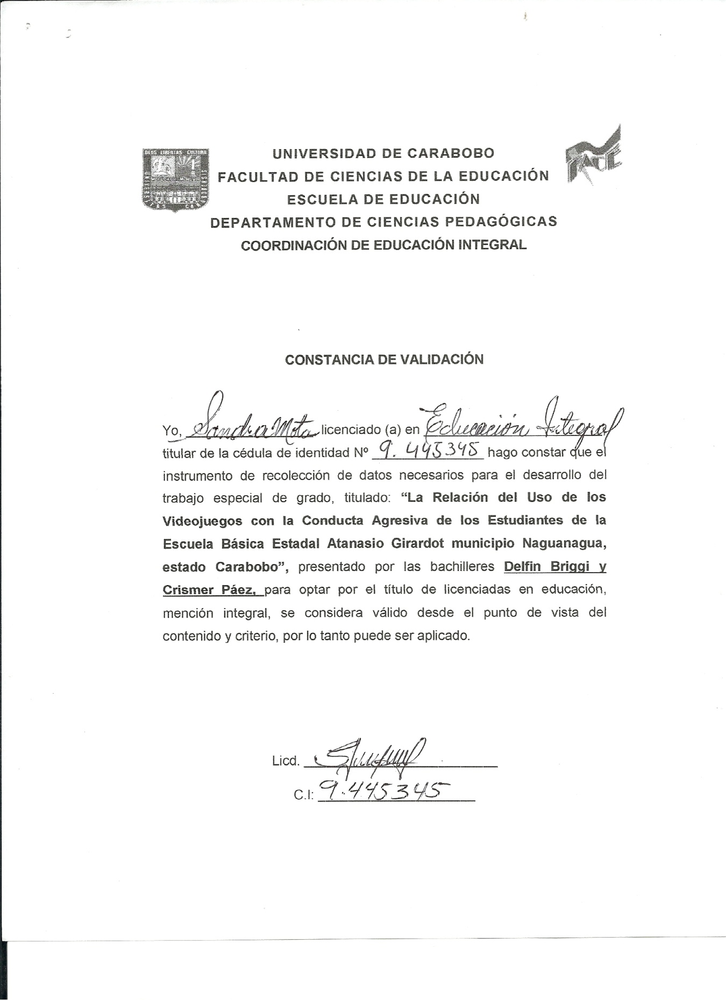 UNIVERSIDAD DE CARABOBO
FACULTAD DE CIENCIAS DE LA EDUCACIÓN
ESCUELA DE EDUCACIÓN
DEPARTAMENTO DE CIENCIAS PEDAGÓGICAS
COORDINACIÓN DE EDUCACIÓN INTEGRAL
DEUS LIBERTAS CULTURA
FACE
CONSTANCIA DE VALIDACIÓN
Yo, Sandra Mota licenciado (a) en Educación Integral
titular de la cédula de identidad Nº 9. 445345 hago constar que el
instrumento de recolección de datos necesarios para el desarrollo del
trabajo especial de grado, titulado: “La Relación del Uso de los
Videojuegos con la Conducta Agresiva de los Estudiantes de la
Escuela Básica Estadal Atanasio Girardot municipio Naguanagua,
estado Carabobo”, presentado por las bachilleres Delfin Briggi y
Crismer Páez, para optar por el título de licenciadas en educación,
mención integral, se considera válido desde el punto de vista del
contenido y criterio, por lo tanto puede ser aplicado.
Licd.
C.I: 9.445345